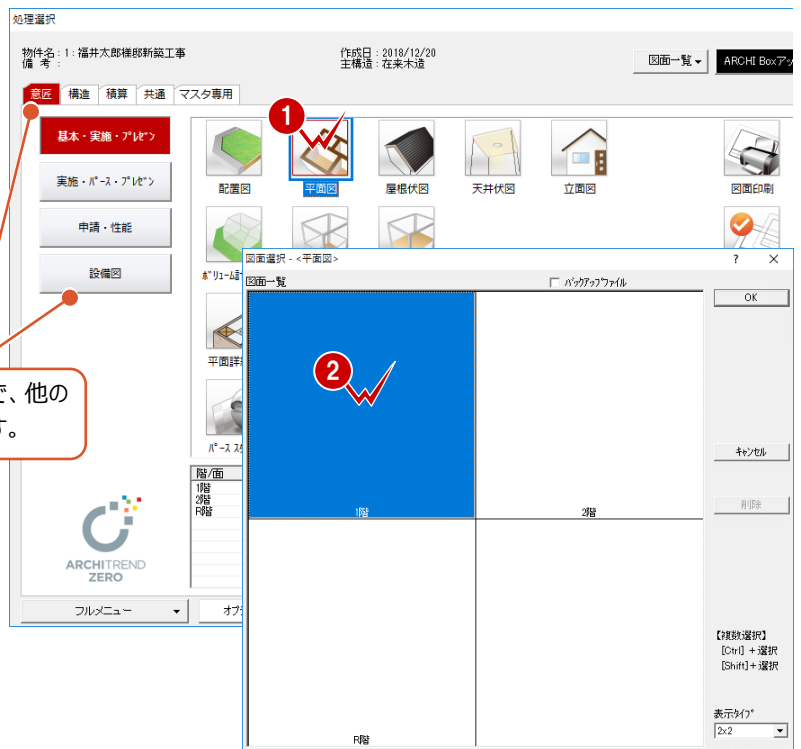 処理選択
物件名：1：福井太郎様邸新築工事
作成日：2018/12/20
備 考：
主構造：在来木造
図面一覧
ARCHI Boxアッ
意匠 構造 積算 共通 マスタ専用
基本・実施・プレゼン
実施・パース・プレゼン
申請・性能
設備図
1
配置図 平面図 屋根伏図 天井伏図 立面図 図面印刷
ボリューム計
平面詳
パース ス
で、他の
す。
階/面
1階
2階
R階
ARCHITREND
ZERO
フルメニュー
オプ
図面選択 - <平面図>
? ×
図面一覧
バックアップファイル
OK
2
キャンセル
削除
1階
2階
R階
【複数選択】
[Ctrl] + 選択
[Shift]+ 選択
表示タイプ
2x2